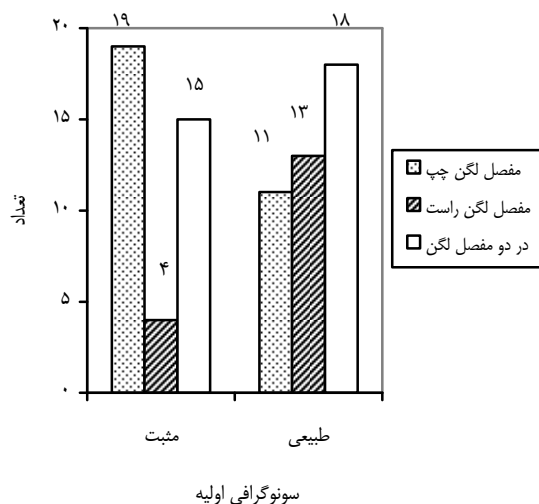 ۲۰
۱۵
۱۰
۵
۰
تعداد
۱۹
۴
۱۵
۱۱
۱۳
۱۸
مثبت
طبیعی
سونوگرافی اولیه
مفصل لگن چپ
مفصل لگن راست
در دو مفصل لگن